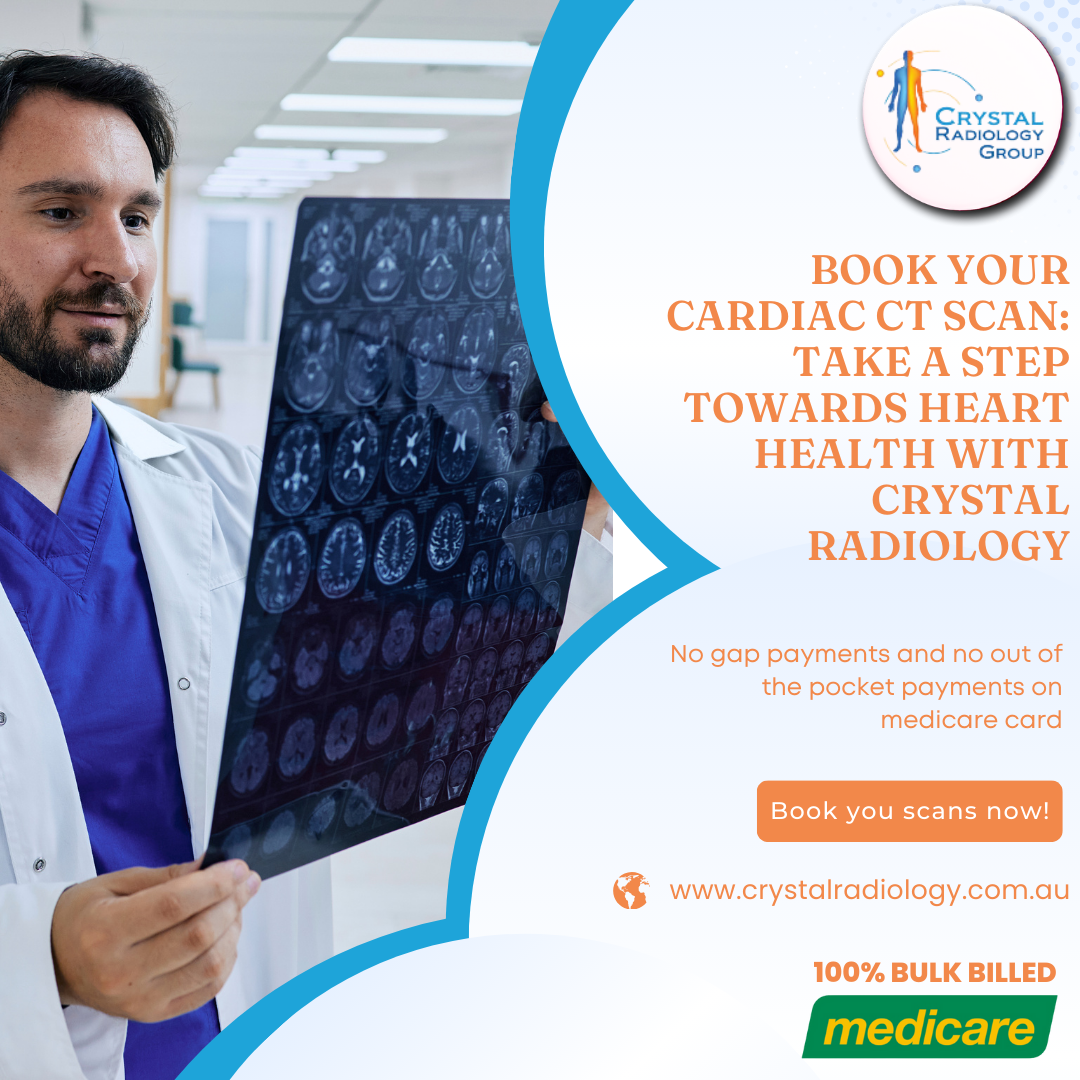 CRYSTAL
RADIOLOGY
GROUP
BOOK YOUR
CARDIAC CT SCAN:
TAKE A STEP
TOWARDS HEART
HEALTH WITH
CRYSTAL
RADIOLOGY
No gap payments and no out of
the pocket payments on
medicare card
Book you scans now!
www.crystalradiology.com.au
100% BULK BILLED
medicare